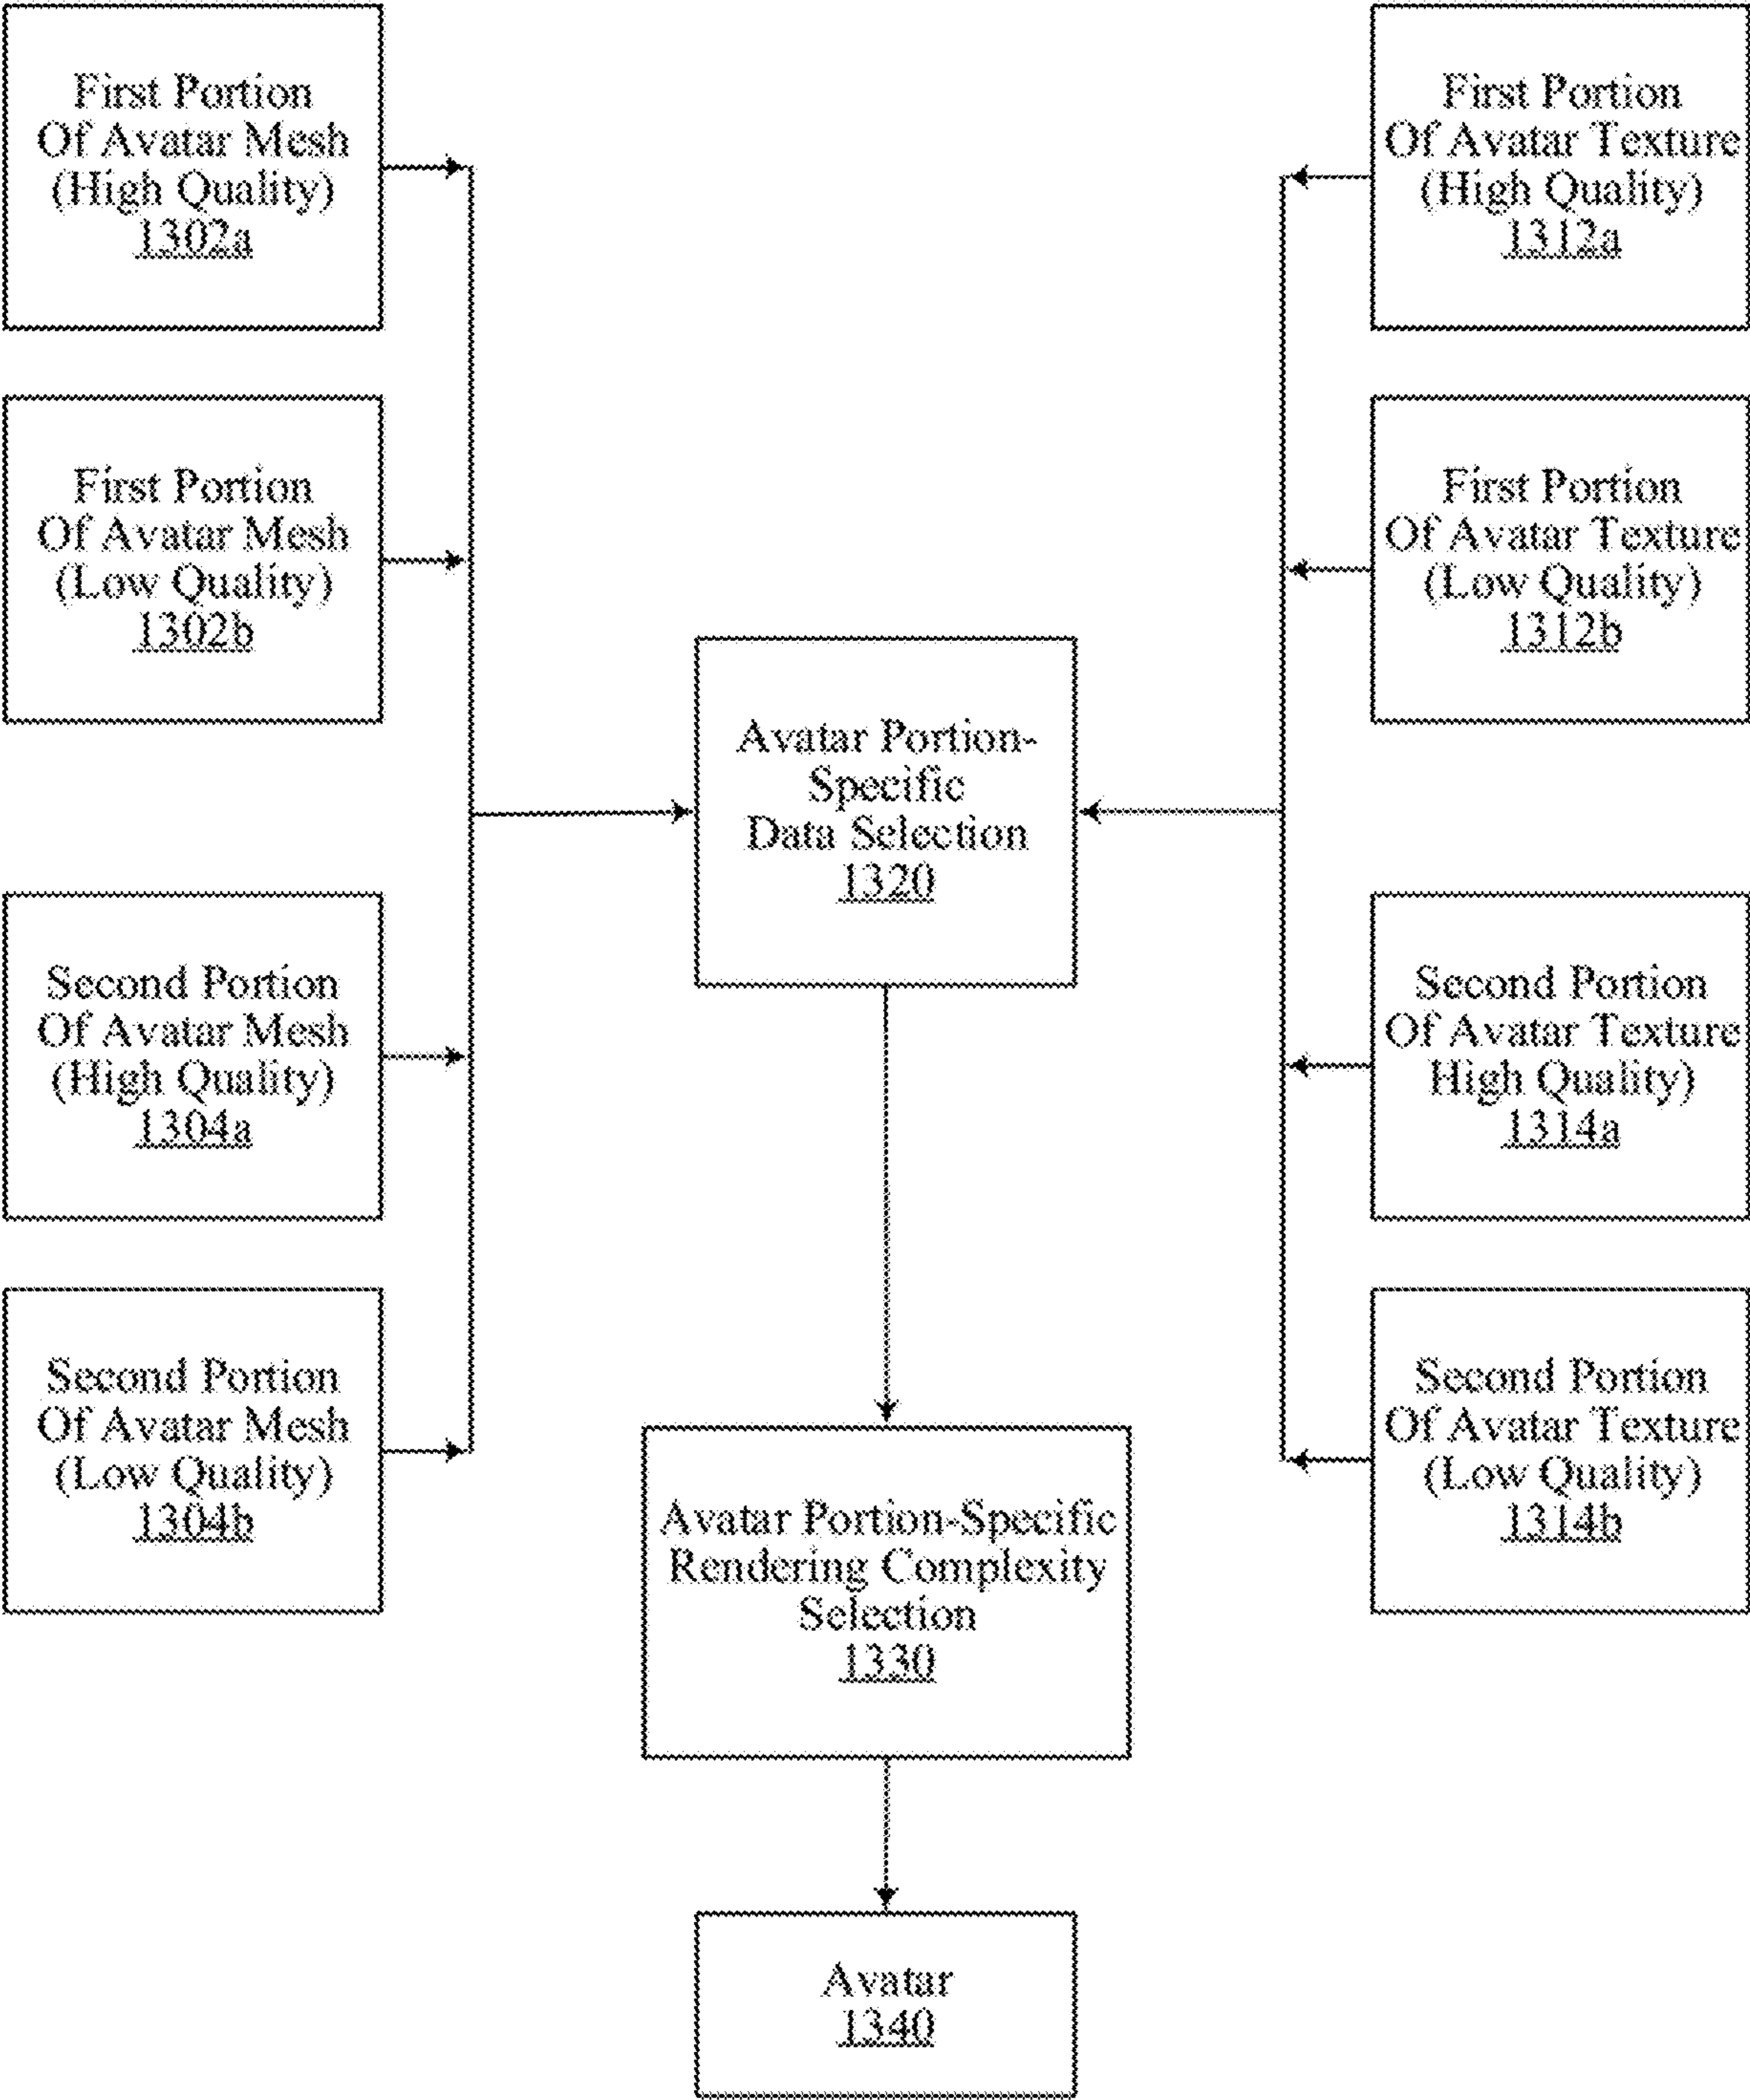 First Portion
Of Avatar Mesh
(High Quality)
1302a
First Portion
Of Avatar Mesh
(Low Quality)
1302b
Second Portion
Of Avatar Mesh
(High Quality)
1304a
Second Portion
Of Avatar Mesh
(Low Quality)
1304b
Avatar Portion-
Specific
Data Selection
1320
Avatar Portion-Specific
Rendering Complexity
Selection
1330
Avatar
1340
First Portion
Of Avatar Texture
(High Quality)
1312a
First Portion
Of Avatar Texture
(Low Quality)
1312b
Second Portion
Of Avatar Texture
High Quality)
1314a
Second Portion
Of Avatar Texture
(Low Quality)
1314b